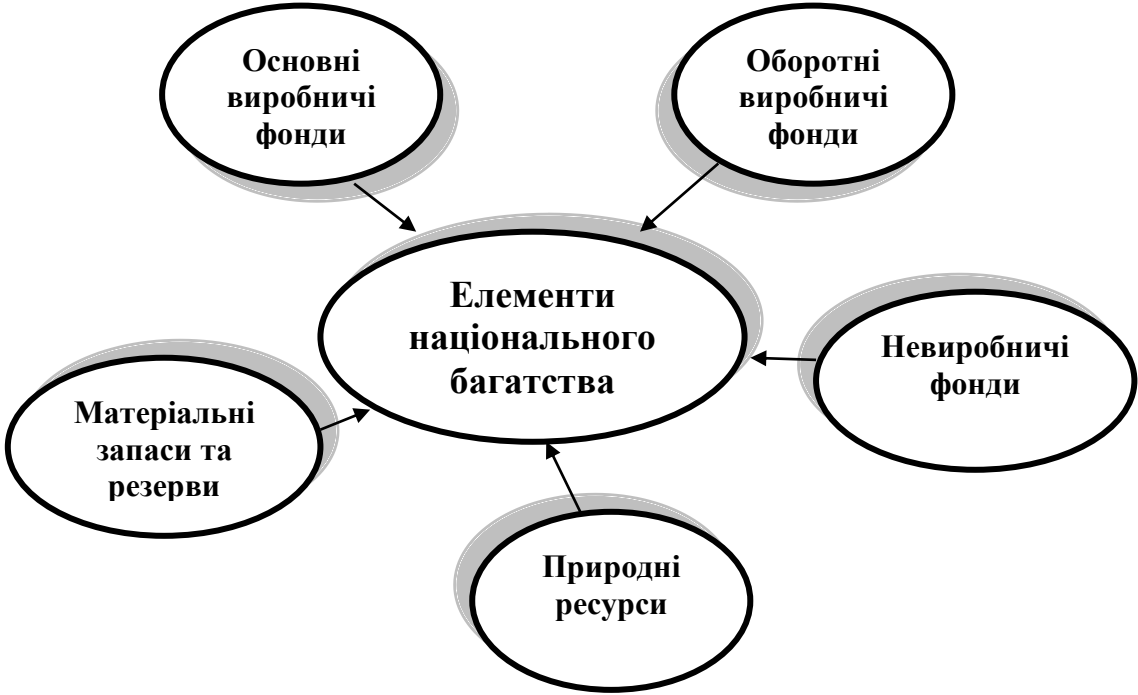 Основні
виробничі
фонди
Оборотні
виробничі
фонди
Елементи
національного
багатства
Невиробничі
фонди
Матеріальні
запаси та
резерви
Природні
ресурси